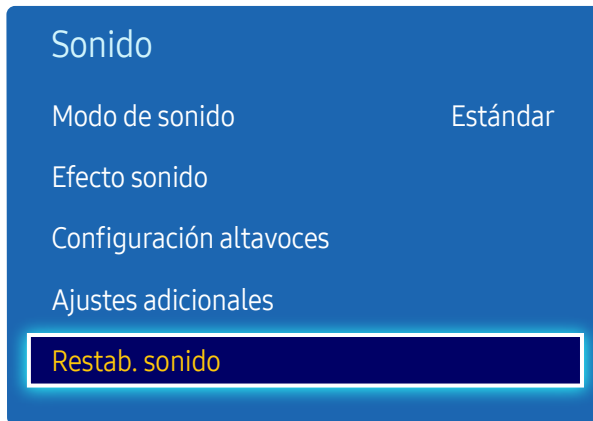 Sonido
Modo de sonido Estándar
Efecto sonido
Configuración altavoces
Ajustes adicionales
Restab. sonido